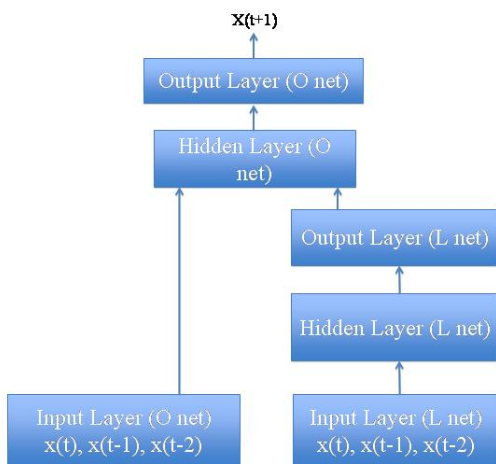 X(t+1)
Output Layer (O net)
Hidden Layer (O
net)
Output Layer (L net)
Hidden Layer (L net)
Input Layer (O net)
x(t), x(t-1), x(t-2)
Input Layer (L net)
x(t), x(t-1), x(t-2)